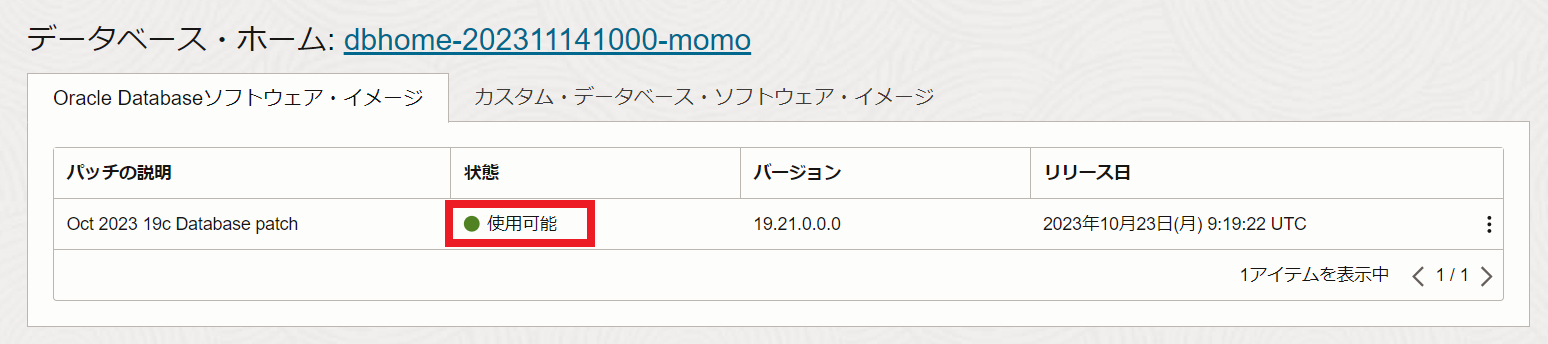 データベース・ホーム: dbhome-202311141000-momo
Oracle Databaseソフトウェア・イメージ カスタム・データベース・ソフトウェア・イメージ
パッチの説明 状態 バージョン リリース日
Oct 2023 19c Database patch 使用可能 19.21.0.0.0 2023年10月23日(月) 9:19:22 UTC
1アイテムを表示中 1 / 1